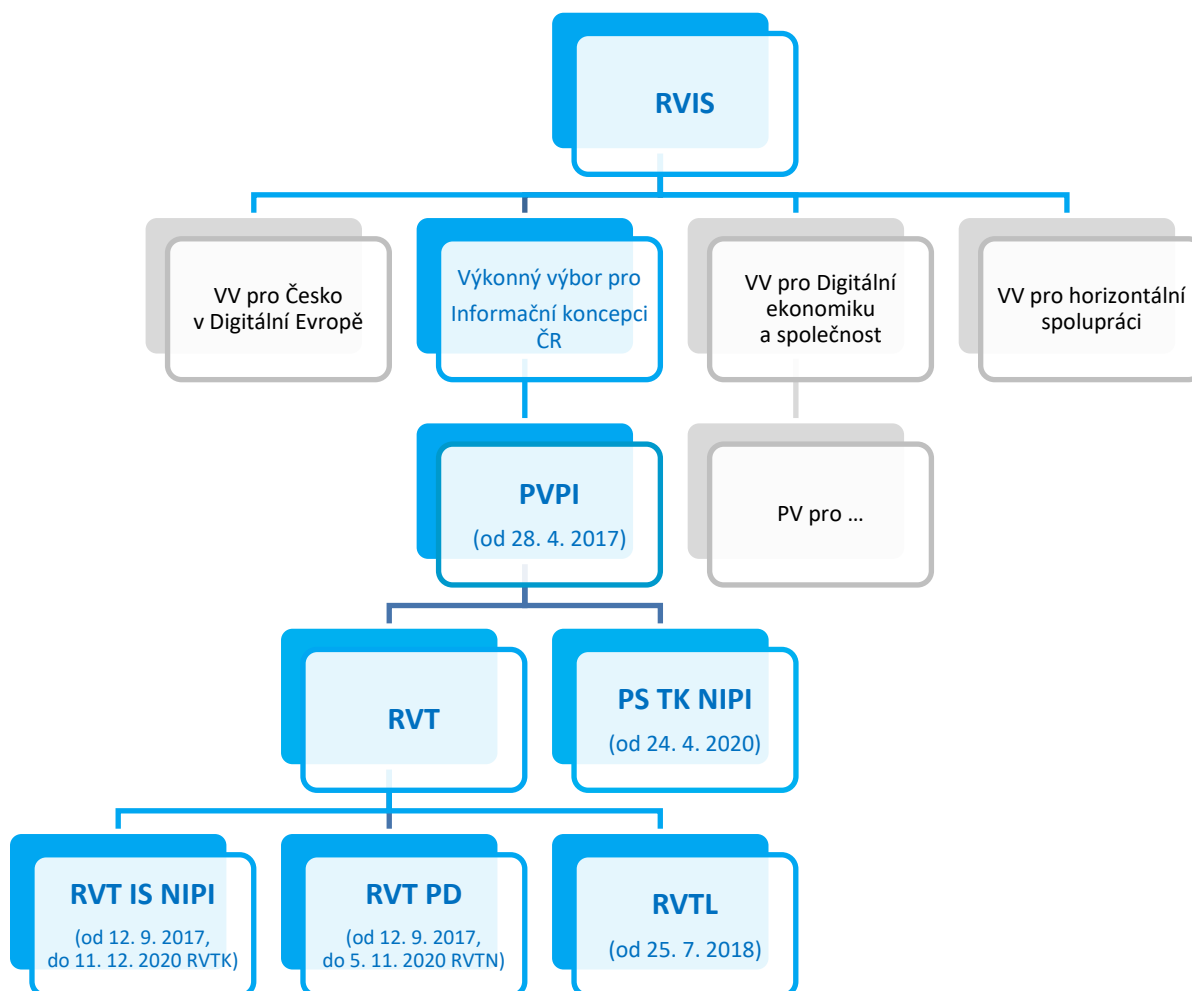 RVIS
VV pro Česko
v Digitální Evropě
Výkonný výbor pro
Informační koncepci
ČR
VV pro Digitální
ekonomiku
a společnost
VV pro horizontální
spolupráci
PVPI
(od 28. 4. 2017)
PV pro ...
RVT
PS TK NIPI
(od 24. 4. 2020)
RVT IS NIPI
(od 12. 9. 2017,
do 11. 12. 2020 RVTK)
RVT PD
(od 12. 9. 2017,
do 5. 11. 2020 RVTN)
RVTL
(od 25. 7. 2018)